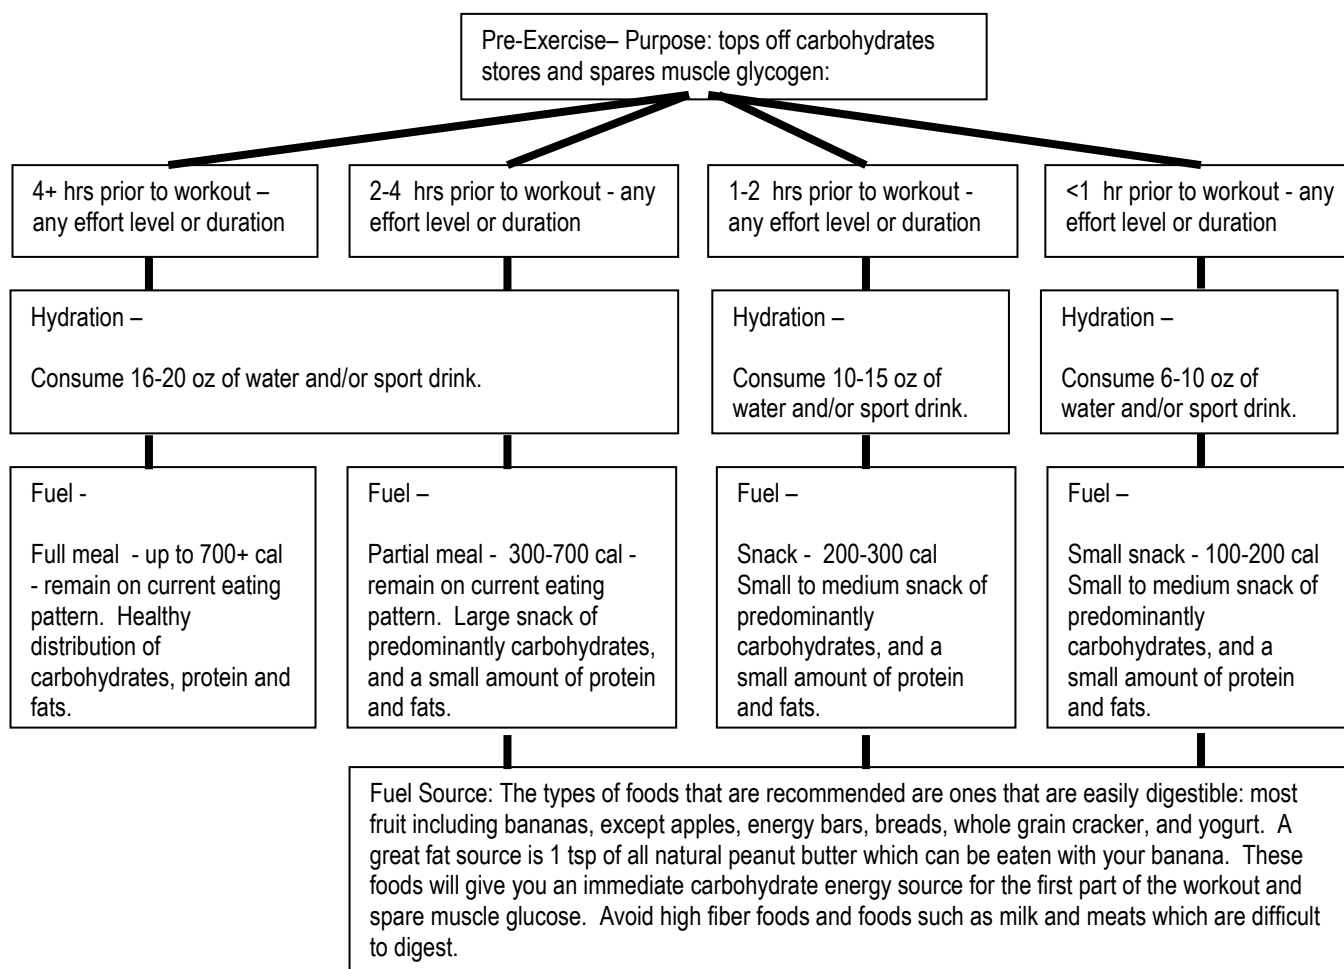 Pre-Exercise– Purpose: tops off carbohydrates
stores and spares muscle glycogen:
4+ hrs prior to workout –
any effort level or duration
2-4 hrs prior to workout - any
effort level or duration
1-2 hrs prior to workout -
any effort level or duration
<1 hr prior to workout - any
effort level or duration
Hydration –
Consume 16-20 oz of water and/or sport drink.
Hydration –
Consume 10-15 oz of
water and/or sport drink.
Hydration –
Consume 6-10 oz of
water and/or sport drink.
Fuel -
Full meal - up to 700+ cal
- remain on current eating
pattern. Healthy
distribution of
carbohydrates, protein and
fats.
Fuel –
Partial meal - 300-700 cal -
remain on current eating
pattern. Large snack of
predominantly carbohydrates,
and a small amount of protein
and fats.
Fuel –
Snack - 200-300 cal
Small to medium snack of
predominantly
carbohydrates, and a
small amount of protein
and fats.
Fuel –
Small snack - 100-200 cal
Small to medium snack of
predominantly
carbohydrates, and a
small amount of protein
and fats.
Fuel Source: The types of foods that are recommended are ones that are easily digestible: most
fruit including bananas, except apples, energy bars, breads, whole grain cracker, and yogurt. A
great fat source is 1 tsp of all natural peanut butter which can be eaten with your banana. These
foods will give you an immediate carbohydrate energy source for the first part of the workout and
spare muscle glucose. Avoid high fiber foods and foods such as milk and meats which are difficult
to digest.